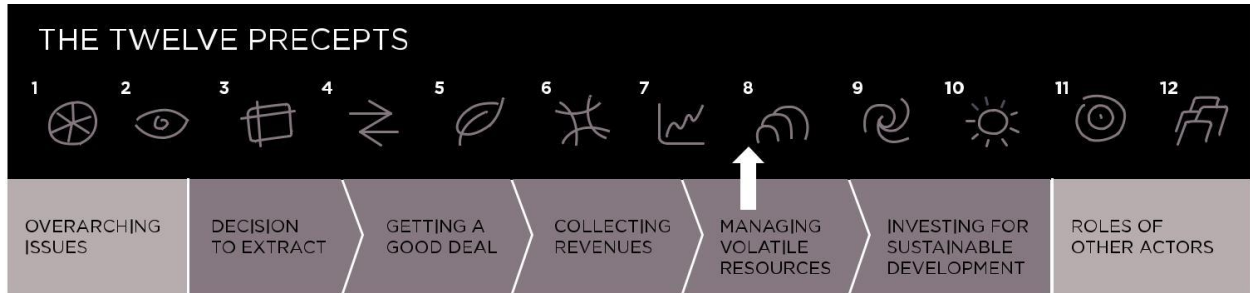 THE TWELVE PRECEPTS
1 2 3 4 5 6 7 8 9 10 11 12
OVERARCHING
ISSUES
DECISION
TO EXTRACT
GETTING A
GOOD DEAL
COLLECTING
REVENUES
MANAGING
VOLATILE
RESOURCES
INVESTING FOR
SUSTAINABLE
DEVELOPMENT
ROLES OF
OTHER ACTORS